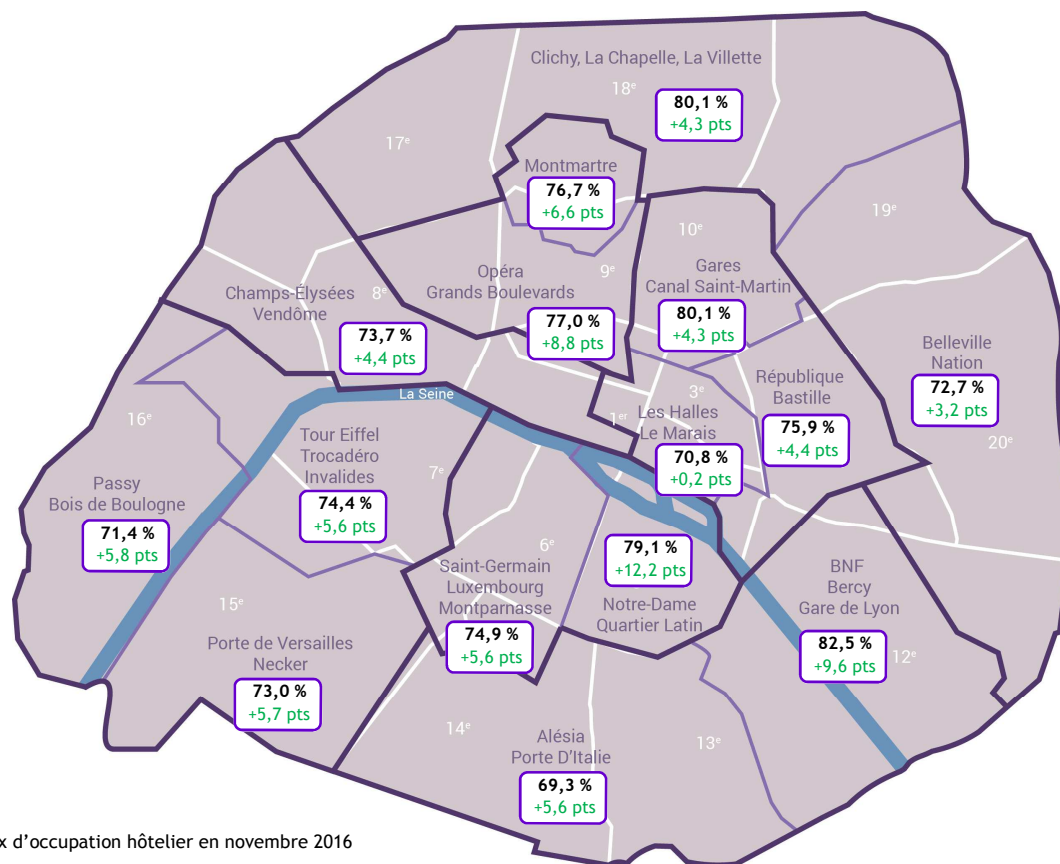 Clichy, La Chapelle, La Villette
18e
80,1 %
+4,3 pts
17e
Montmartre
76,7 %
+6,6 pts
19e
10e
Opéra
Grands Boulevards
9e
77,0 %
+8,8 pts
Gares
Canal Saint-Martin
80,1 %
+4,3 pts
Champs-Élysées
Vendôme
8e
73,7 %
+4,4 pts
Belleville
Nation
72,7 %
+3,2 pts
20e
La Seine
1er
3e
Les Halles
Le Marais
70,8 %
+0,2 pts
République
Bastille
75,9 %
+4,4 pts
16e
Passy
Bois de Boulogne
71,4 %
+5,8 pts
Tour Eiffel
Trocadéro
Invalides
74,4 %
+5,6 pts
7e
6e
Saint-Germain
Luxembourg
Montparnasse
74,9 %
+5,6 pts
79,1 %
+12,2 pts
Notre-Dame
Quartier Latin
BNF
Bercy
Gare de Lyon
82,5 %
+9,6 pts
12e
15e
Porte de Versailles
Necker
73,0 %
+5,7 pts
14e
Alésia
Porte D'Italie
69,3 %
+5,6 pts
13e
x d'occupation hôtelier en novembre 2016